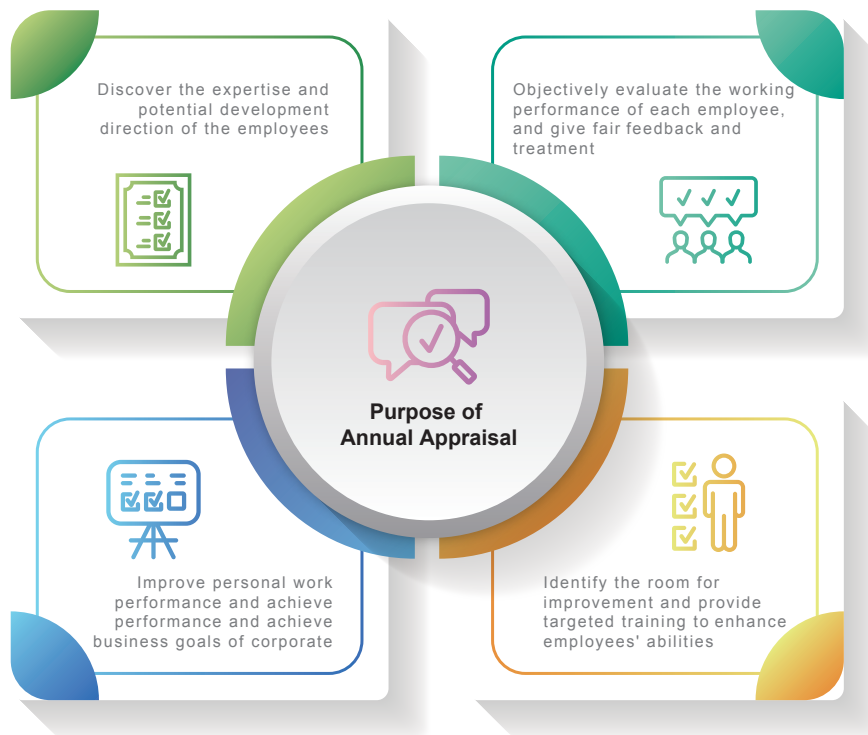 Discover the expertise and
potential development
direction of the employees
Objectively evaluate the working
performance of each employee,
and give fair feedback and
treatment
Purpose of
Annual Appraisal
Improve personal work
performance and achieve
performance and achieve
business goals of corporate
Identify the room for
improvement and provide
targeted training to enhance
employees' abilities